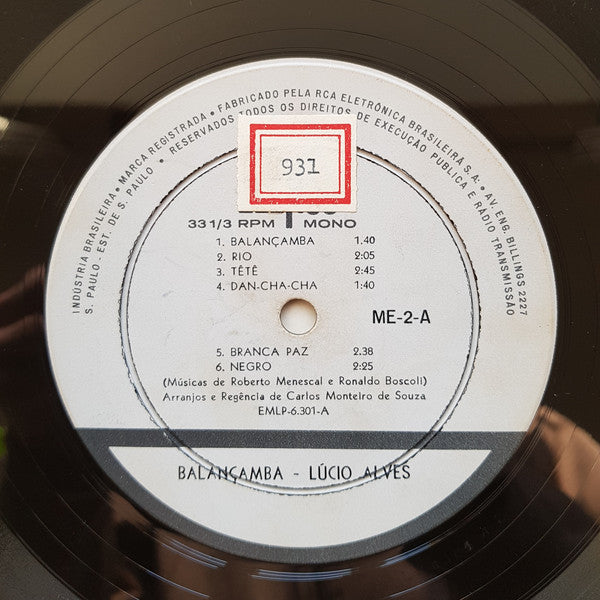 INDÚSTRIA BRASILEIRA • MARCA REGISTRADA • FABRICADO PELA RCA ELETRÔNICA BRASILEIRA S.A. • AV. ENG. BILLINGS 2227
S. PAULO - EST. DE S. PAULO • RESERVADOS TODOS OS DIREITOS DE EXECUÇÃO PUBLICA E RÁDIO TRANSMISSÃO
931
33 1/3 RPM MONO
1. BALANÇAMBA 1.40
2. RIO 2:05
3. TÊTÊ 2:45
4. DAN-CHA-CHA 1:40
ME-2-A
5. BRANCA PAZ 2.38
6. NEGRO 2:25
(Músicas de Roberto Menescal e Ronaldo Boscoli)
Arranjos e Regência de Carlos Monteiro de Souza
EMLP-6.301-A
BALANÇAMBA - LÚCIO ALVES